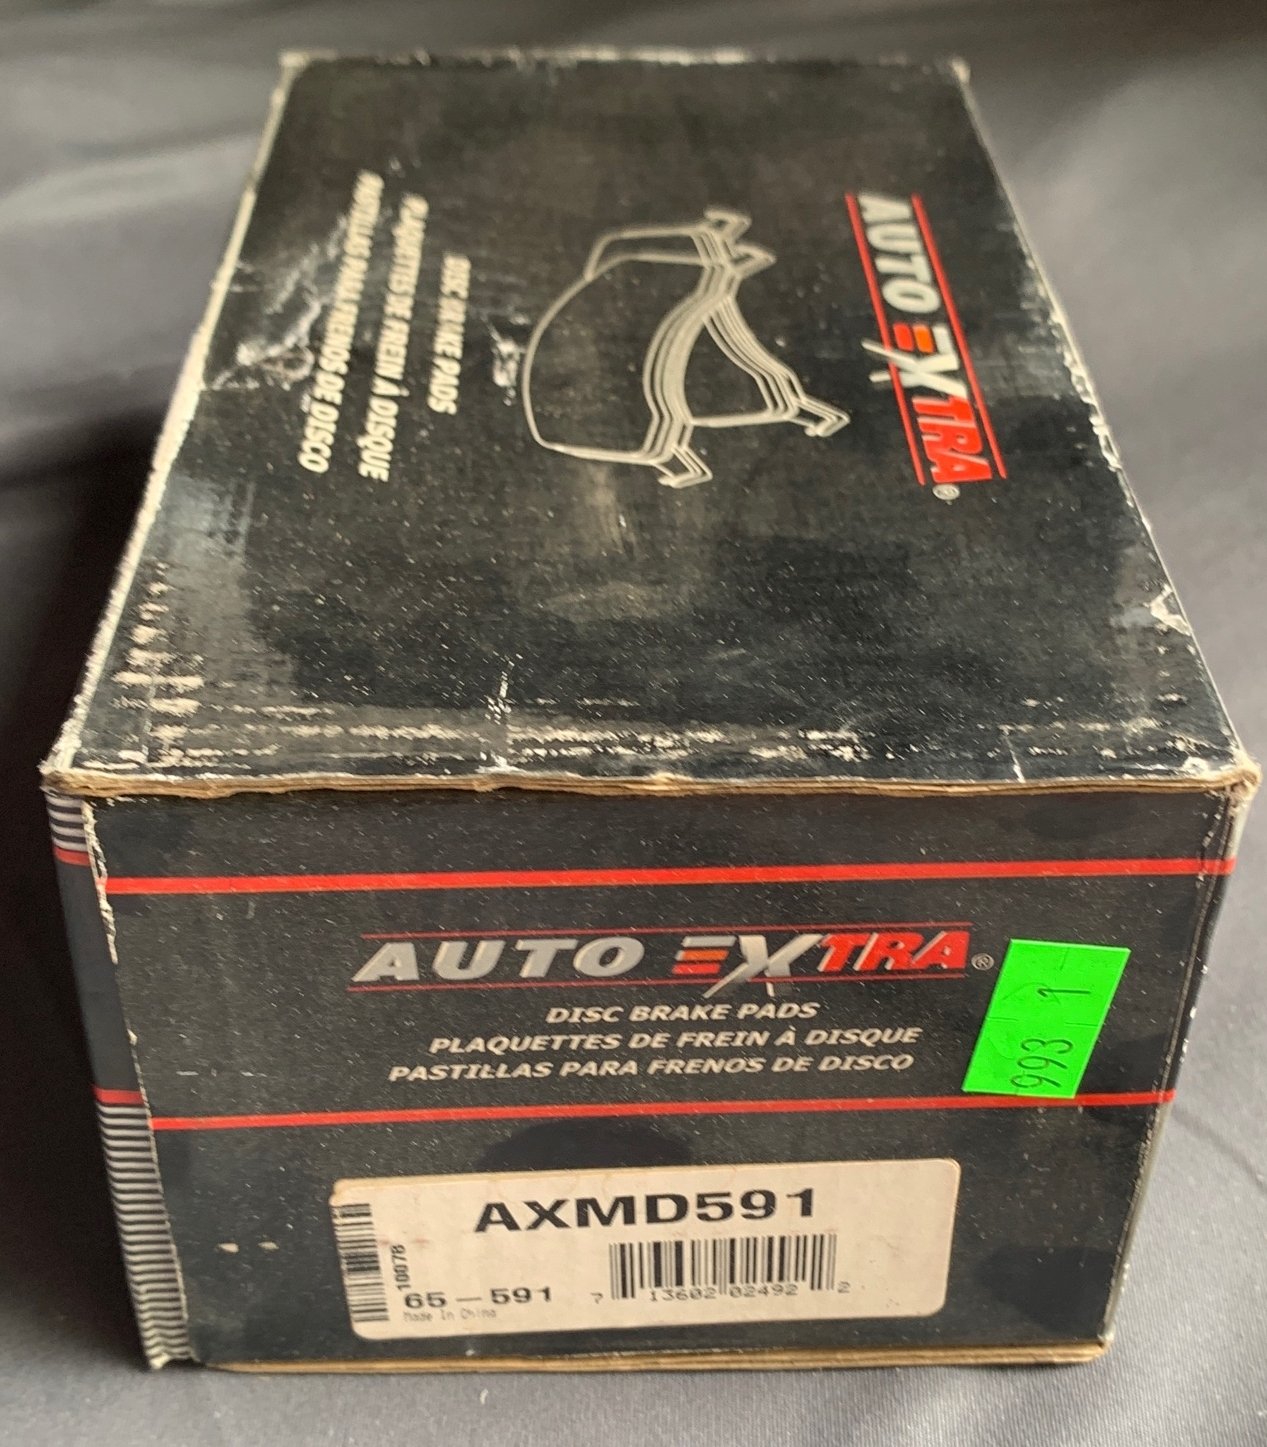 AUTO EXTRA®
DISC BRAKE PADS
PLAQUETTES DE FREIN À DISQUE
PASTILLAS PARA FRENOS DE DISCO
AUTO EXTRA®
DISC BRAKE PADS
PLAQUETTES DE FREIN À DISQUE
PASTILLAS PARA FRENOS DE DISCO
993 1
AXMD591
10078
65-591
7 13602 02492 2
Made In China